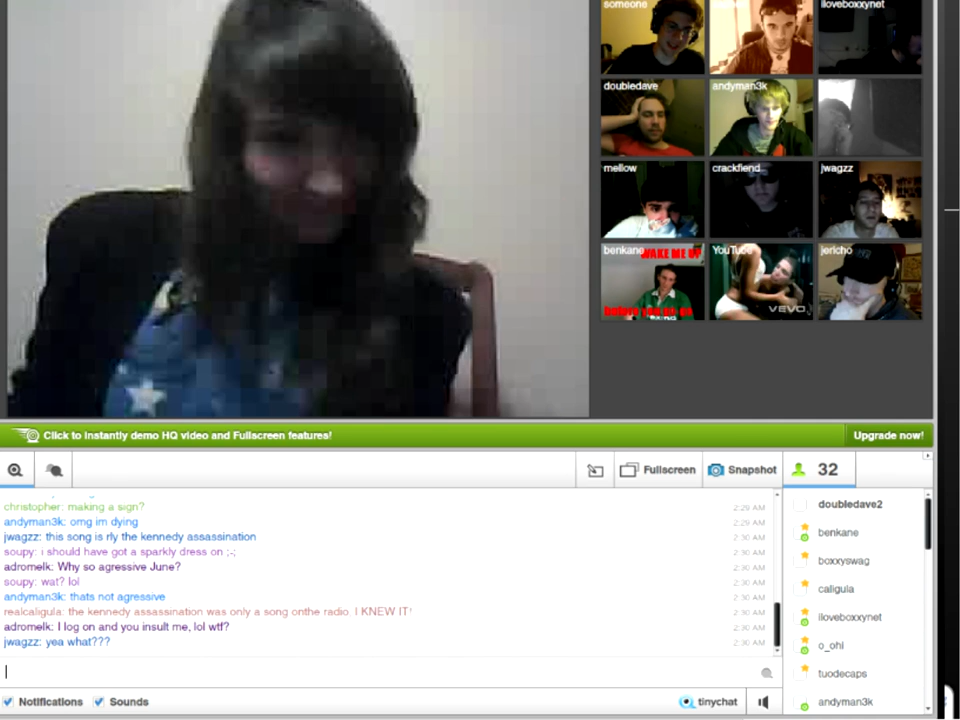 someone
iloveboxxynet
doubledave
andyman3k
mellow
crackfiend
jwagzz
benkane
WAKE ME UP
before you go go
YouTube
vevo
jericho
Click to instantly demo HQ video and Fullscreen features!
Upgrade now!
Fullscreen
Snapshot
32
christopher: making a sign? 2:29 AM
andyman3k: omg im dying 2:29 AM
jwagzz: this song is rly the kennedy assassination 2:30 AM
soupy: i should have got a sparkly dress on ;-; 2:30 AM
adromelk: Why so agressive June? 2:30 AM
soupy: wat? lol 2:30 AM
andyman3k: thats not agressive 2:30 AM
realcaligula: the kennedy assassination was only a song onthe radio. I KNEW IT! 2:30 AM
adromelk: I log on and you insult me, lol wtf? 2:30 AM
jwagzz: yea what??? 2:30 AM
doubledave2
benkane
boxxyswag
caligula
iloveboxxynet
o_ohl
tuodecaps
andyman3k
Notifications
Sounds
tinychat